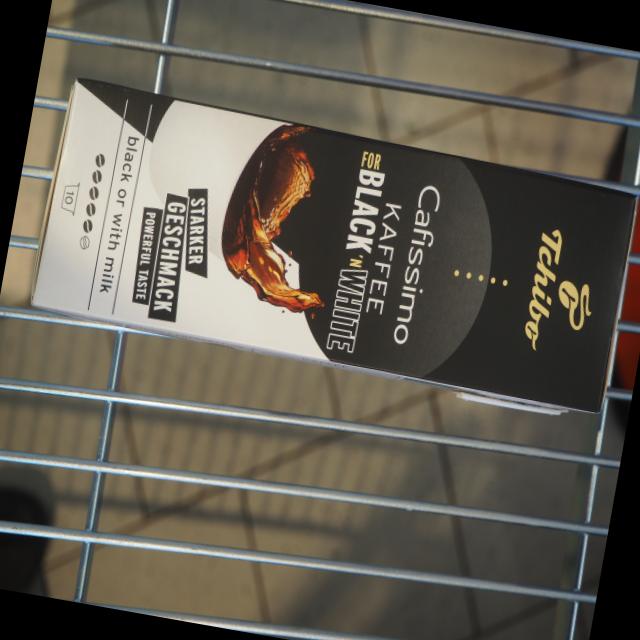 Tchibo
Cafissimo
KAFFEE
FOR
BLACK 'N WHITE
STARKER
GESCHMACK
POWERFUL TASTE
black or with milk
10